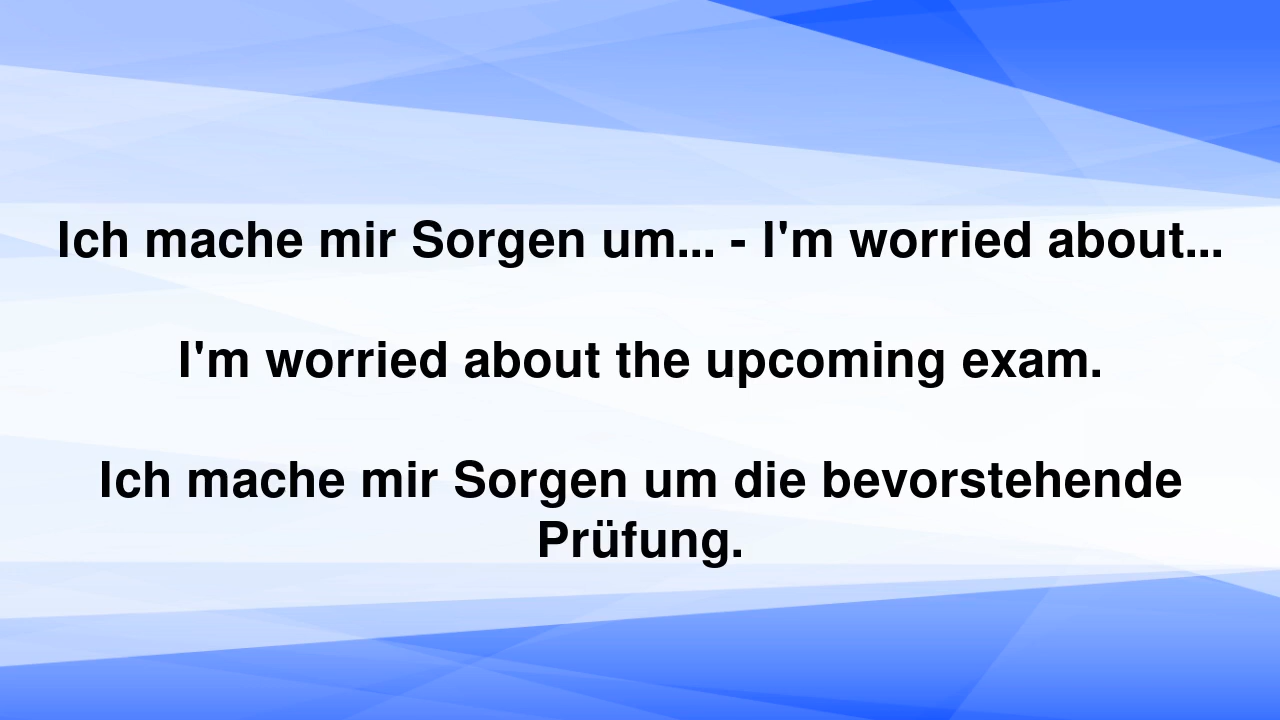 Ich mache mir Sorgen um... - I'm worried about...
I'm worried about the upcoming exam.
Ich mache mir Sorgen um die bevorstehende
Prüfung.